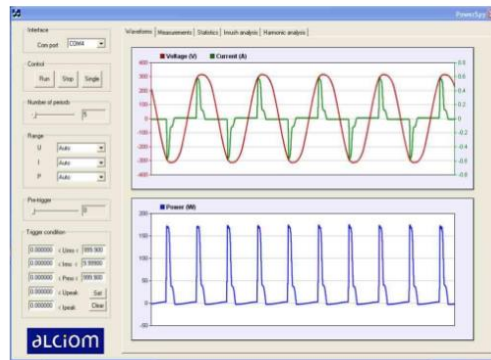 PowerSpy
Interface
Com port COM4
Control
Run Stop Single
Number of periods
5
Range
U Auto
I Auto
P Auto
Pre-trigger
0
Trigger condition
0.000000 < Urms < 999.900
0.000000 < Irms < 9.99900
0.000000 < Prms < 999.900
0.000000 < Upeak Set
0.000000 < Ipeak Clear
ALCIOM
Waveforms Measurements Statistics Inrush analysis Harmonic analysis
Voltage (V) Current (A)
400 0.8
300 0.6
200 0.4
100 0.2
0 0
-100 -0.2
-200 -0.4
-300 -0.6
-400 -0.8
Power (W)
200
150
100
50
0
-50